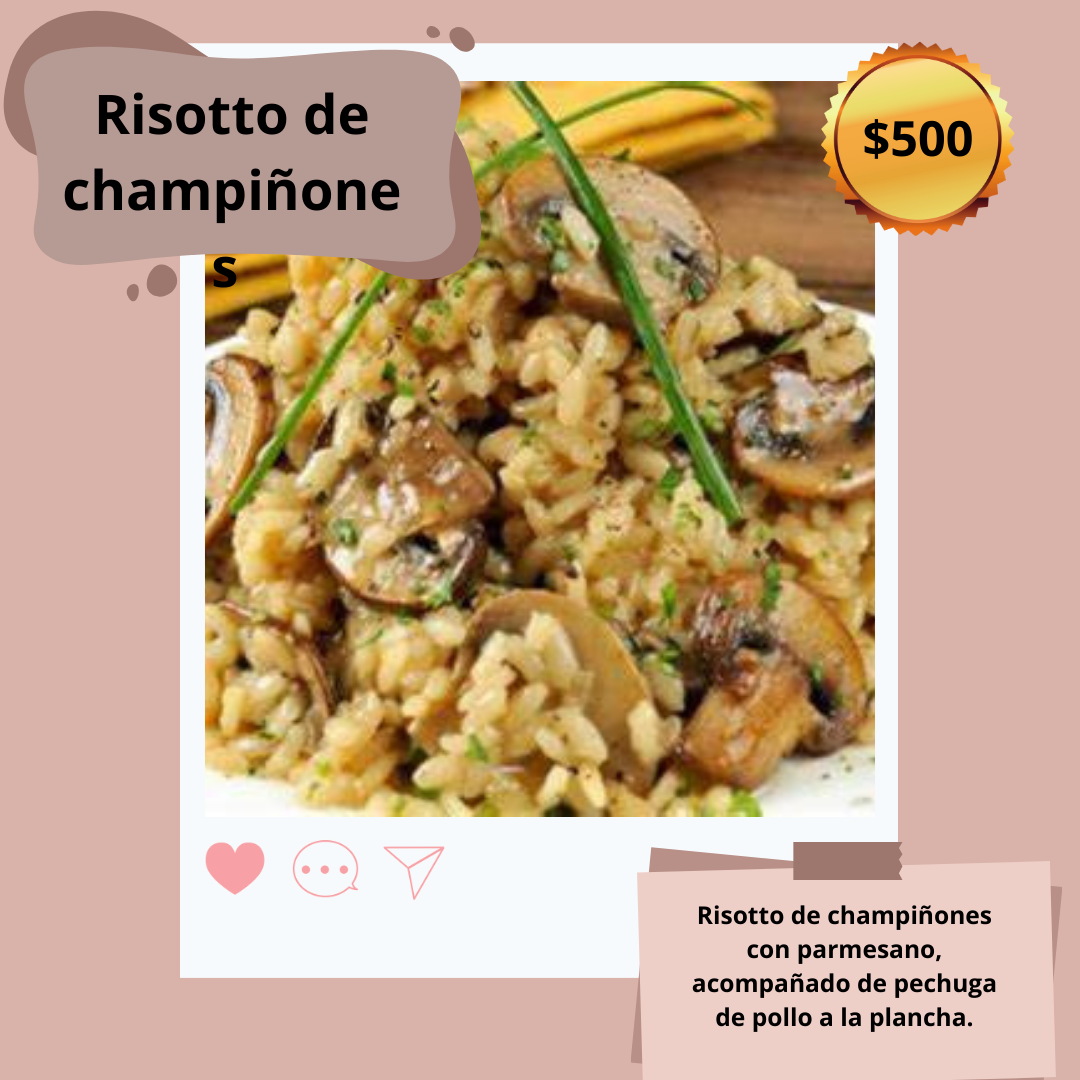 Risotto de
champiñone
s
$500
Risotto de champiñones
con parmesano,
acompañado de pechuga
de pollo a la plancha.